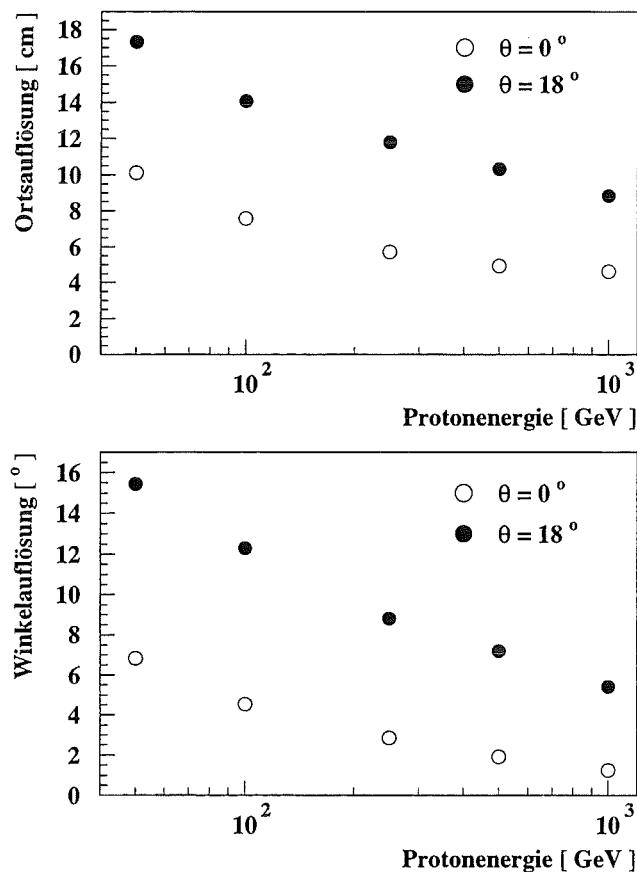 Ortsauflösung [ cm ]
18
16
14
12
10
8
6
4
2
0
θ = 0 °
θ = 18 °
10²
10³
Protonenergie [ GeV ]
Winkelauflösung [ ° ]
16
14
12
10
8
6
4
2
0
θ = 0 °
θ = 18 °
10²
10³
Protonenergie [ GeV ]